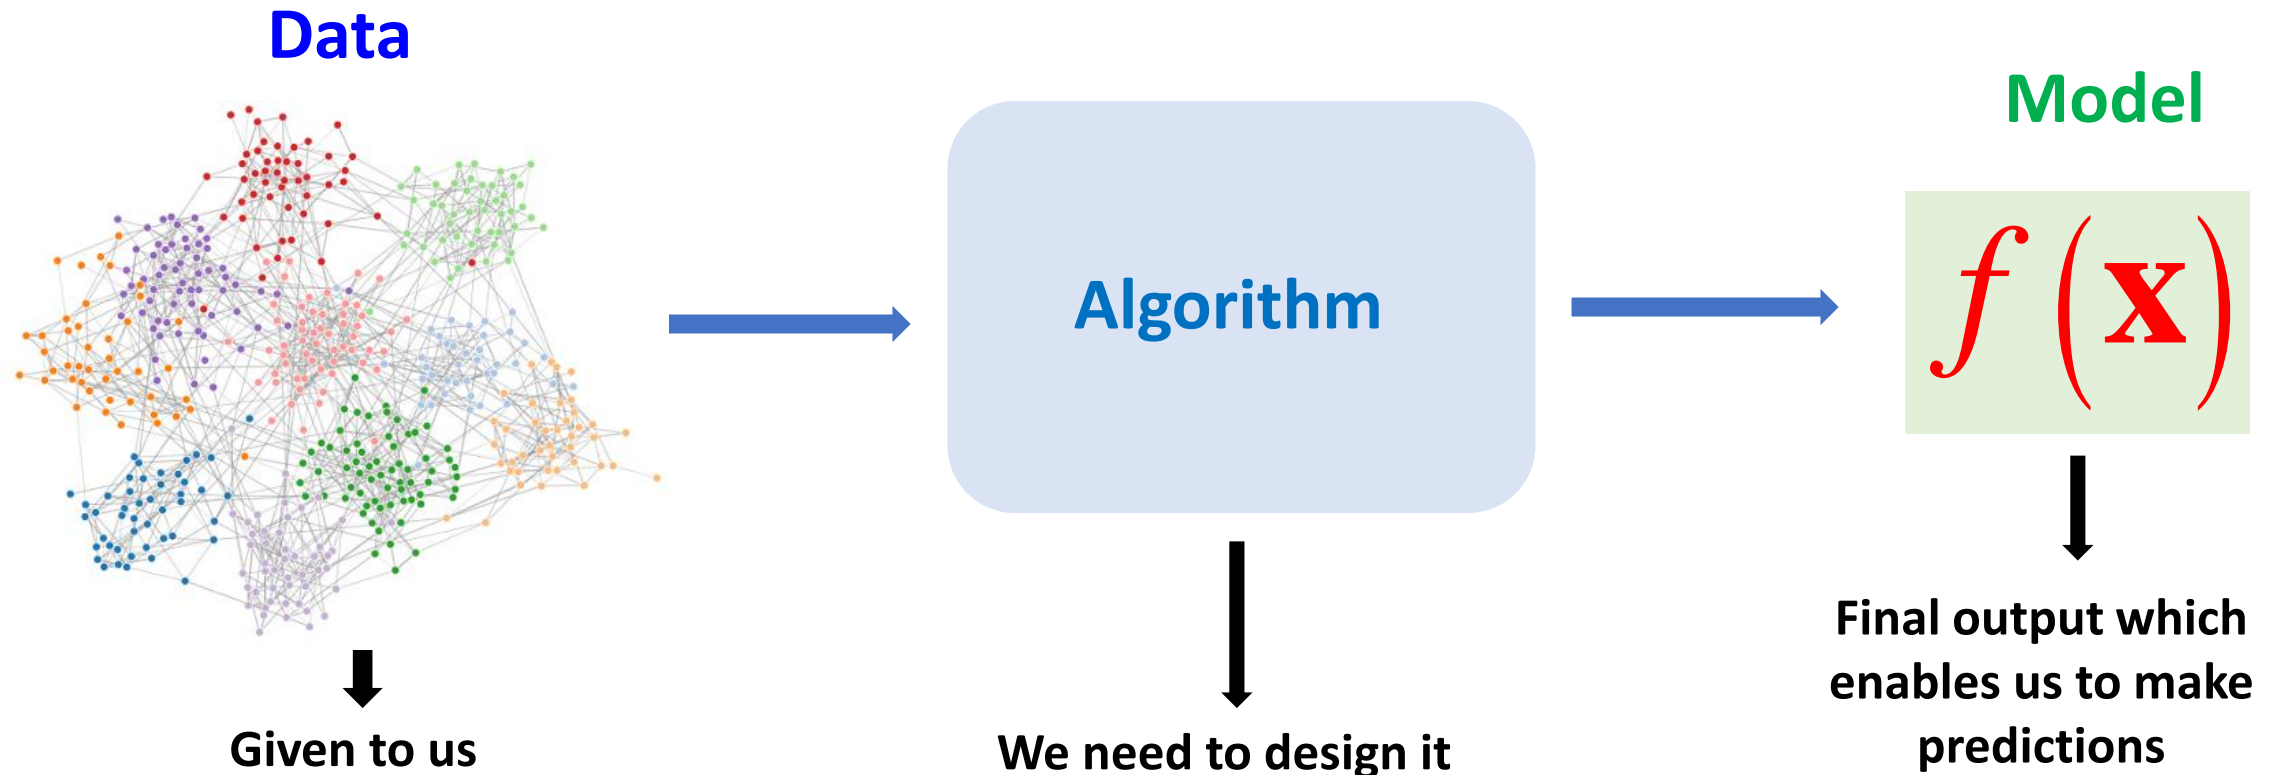 Data
Model
Algorithm
f(x)
Given to us
We need to design it
Final output which
enables us to make
predictions